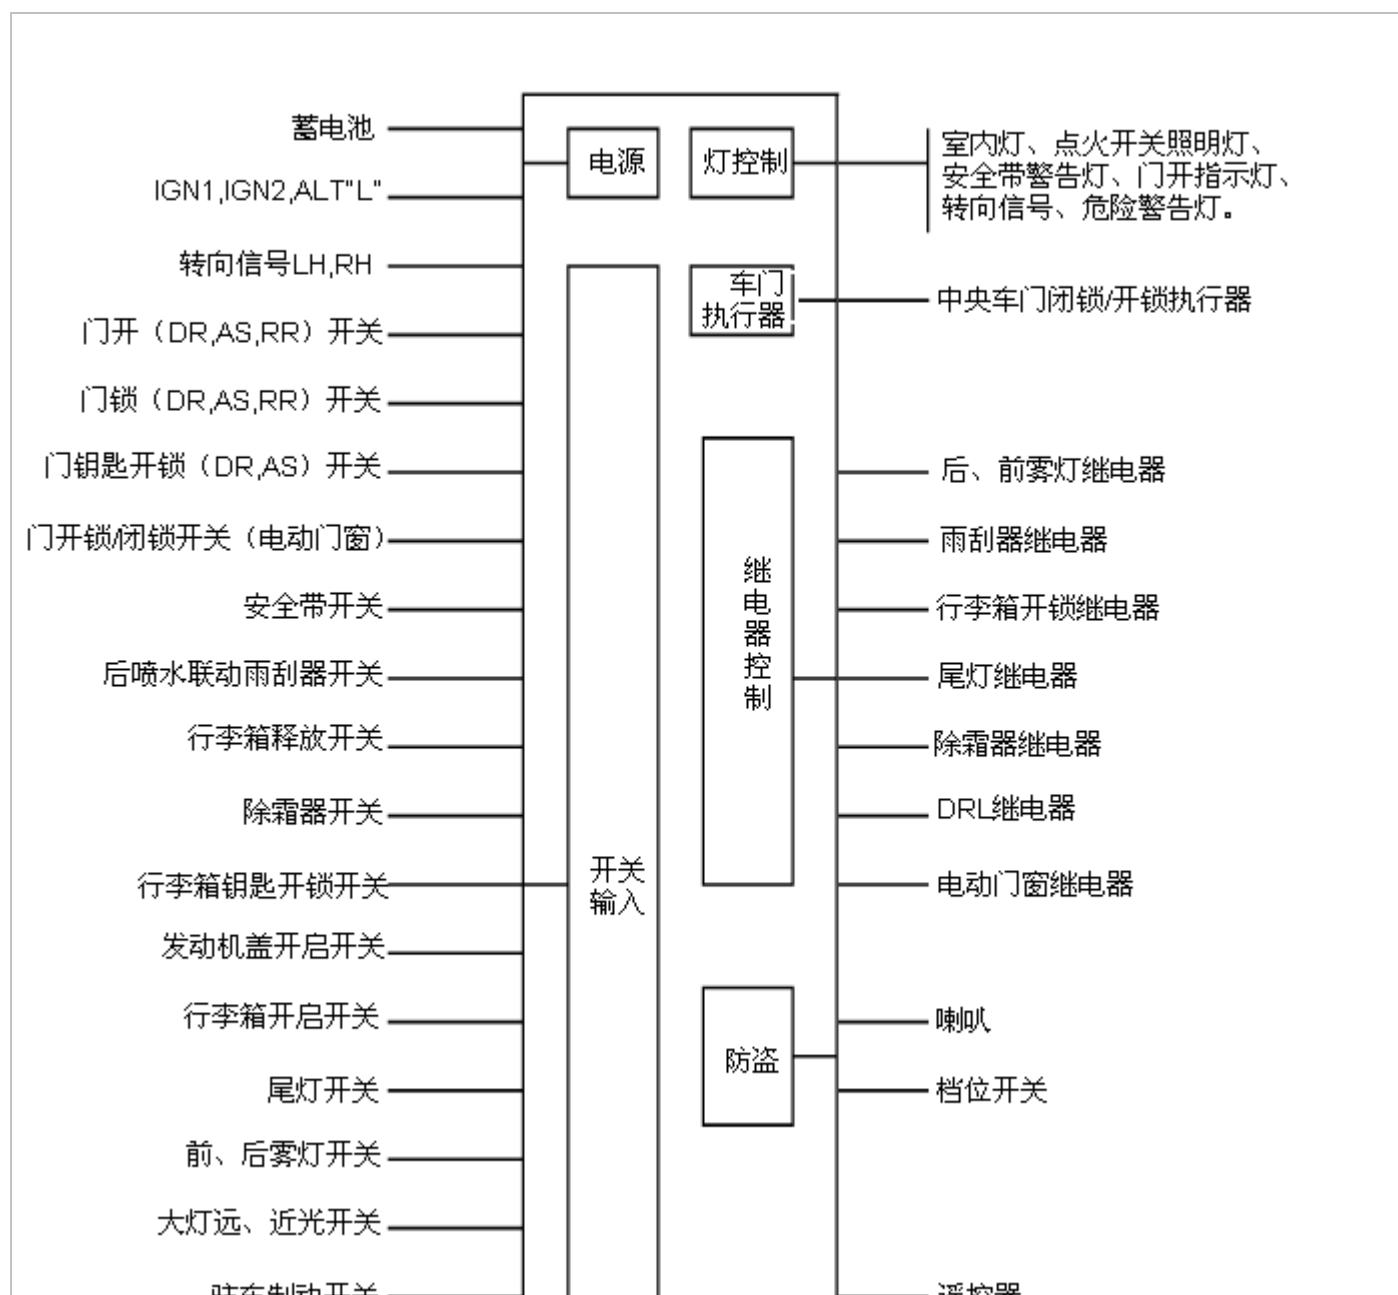 蓄电池
IGN1,IGN2,ALT"L"
转向信号LH,RH
门开（DR,AS,RR）开关
门锁（DR,AS,RR）开关
门钥匙开锁（DR,AS）开关
门开锁/闭锁开关（电动门窗）
安全带开关
后喷水联动雨刮器开关
行李箱释放开关
除霜器开关
行李箱钥匙开锁开关
发动机盖开启开关
行李箱开启开关
尾灯开关
前、后雾灯开关
大灯远、近光开关
驻车制动开关
电源
开关
输入
灯控制
车门
执行器
继
电
器
控
制
防盗
室内灯、点火开关照明灯、
安全带警告灯、门开指示灯、
转向信号、危险警告灯。
中央车门闭锁/开锁执行器
后、前雾灯继电器
雨刮器继电器
行李箱开锁继电器
尾灯继电器
除霜器继电器
DRL继电器
电动门窗继电器
喇叭
档位开关
遥控器